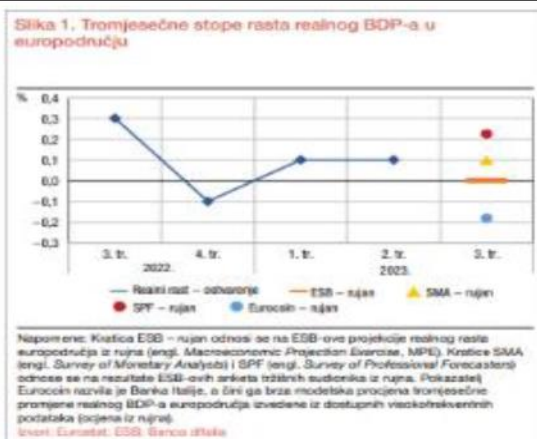 Slika 1. Tromjesečne stope rasta realnog BDP-a u
europodručju
%
0,4
0,3
0,2
0,1
0,0
−0,1
−0,2
−0,3
3. tr.
4. tr.
1. tr.
2. tr.
3. tr.
2022.
2023.
Realni rast – ostvarenje
ESB – rujan
SMA – rujan
SPF – rujan
Eurocoin – rujan
Napomene: Kratica ESB – rujan odnosi se na ESB-ove projekcije realnog rasta
europodručja iz rujna (engl. Macroeconomic Projection Exercise, MPE). Kratice SMA
(engl. Survey of Monetary Analysts) i SPF (engl. Survey of Professional Forecasters)
odnose se na rezultate ESB-ovih anketa tržišnih sudionika iz rujna. Pokazatelj
Eurocoin razvila je Banka Italije, a čini ga brza modelska procjena tromjesečne
promjene realnog BDP-a europodručja izvedene iz dostupnih visokofrekventnih
podataka (ocjena iz rujna).
Izvori: Eurostat, ESB, Banca d'Italia